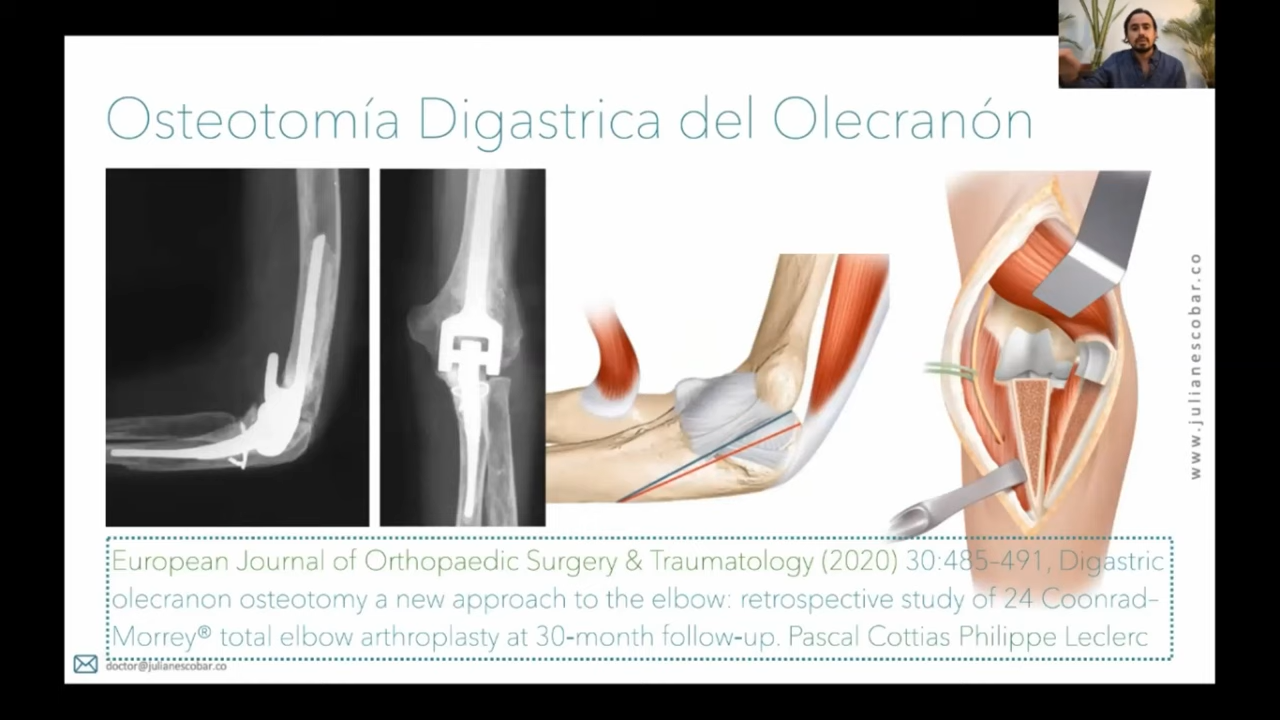 Osteotomía Digastrica del Olecranón
www.julianescobar.co
European Journal of Orthopaedic Surgery & Traumatology (2020) 30:485–491, Digastric
olecranon osteotomy a new approach to the elbow: retrospective study of 24 Coonrad–
Morrey® total elbow arthroplasty at 30-month follow-up. Pascal Cottias Philippe Leclerc
doctor@julianescobar.co